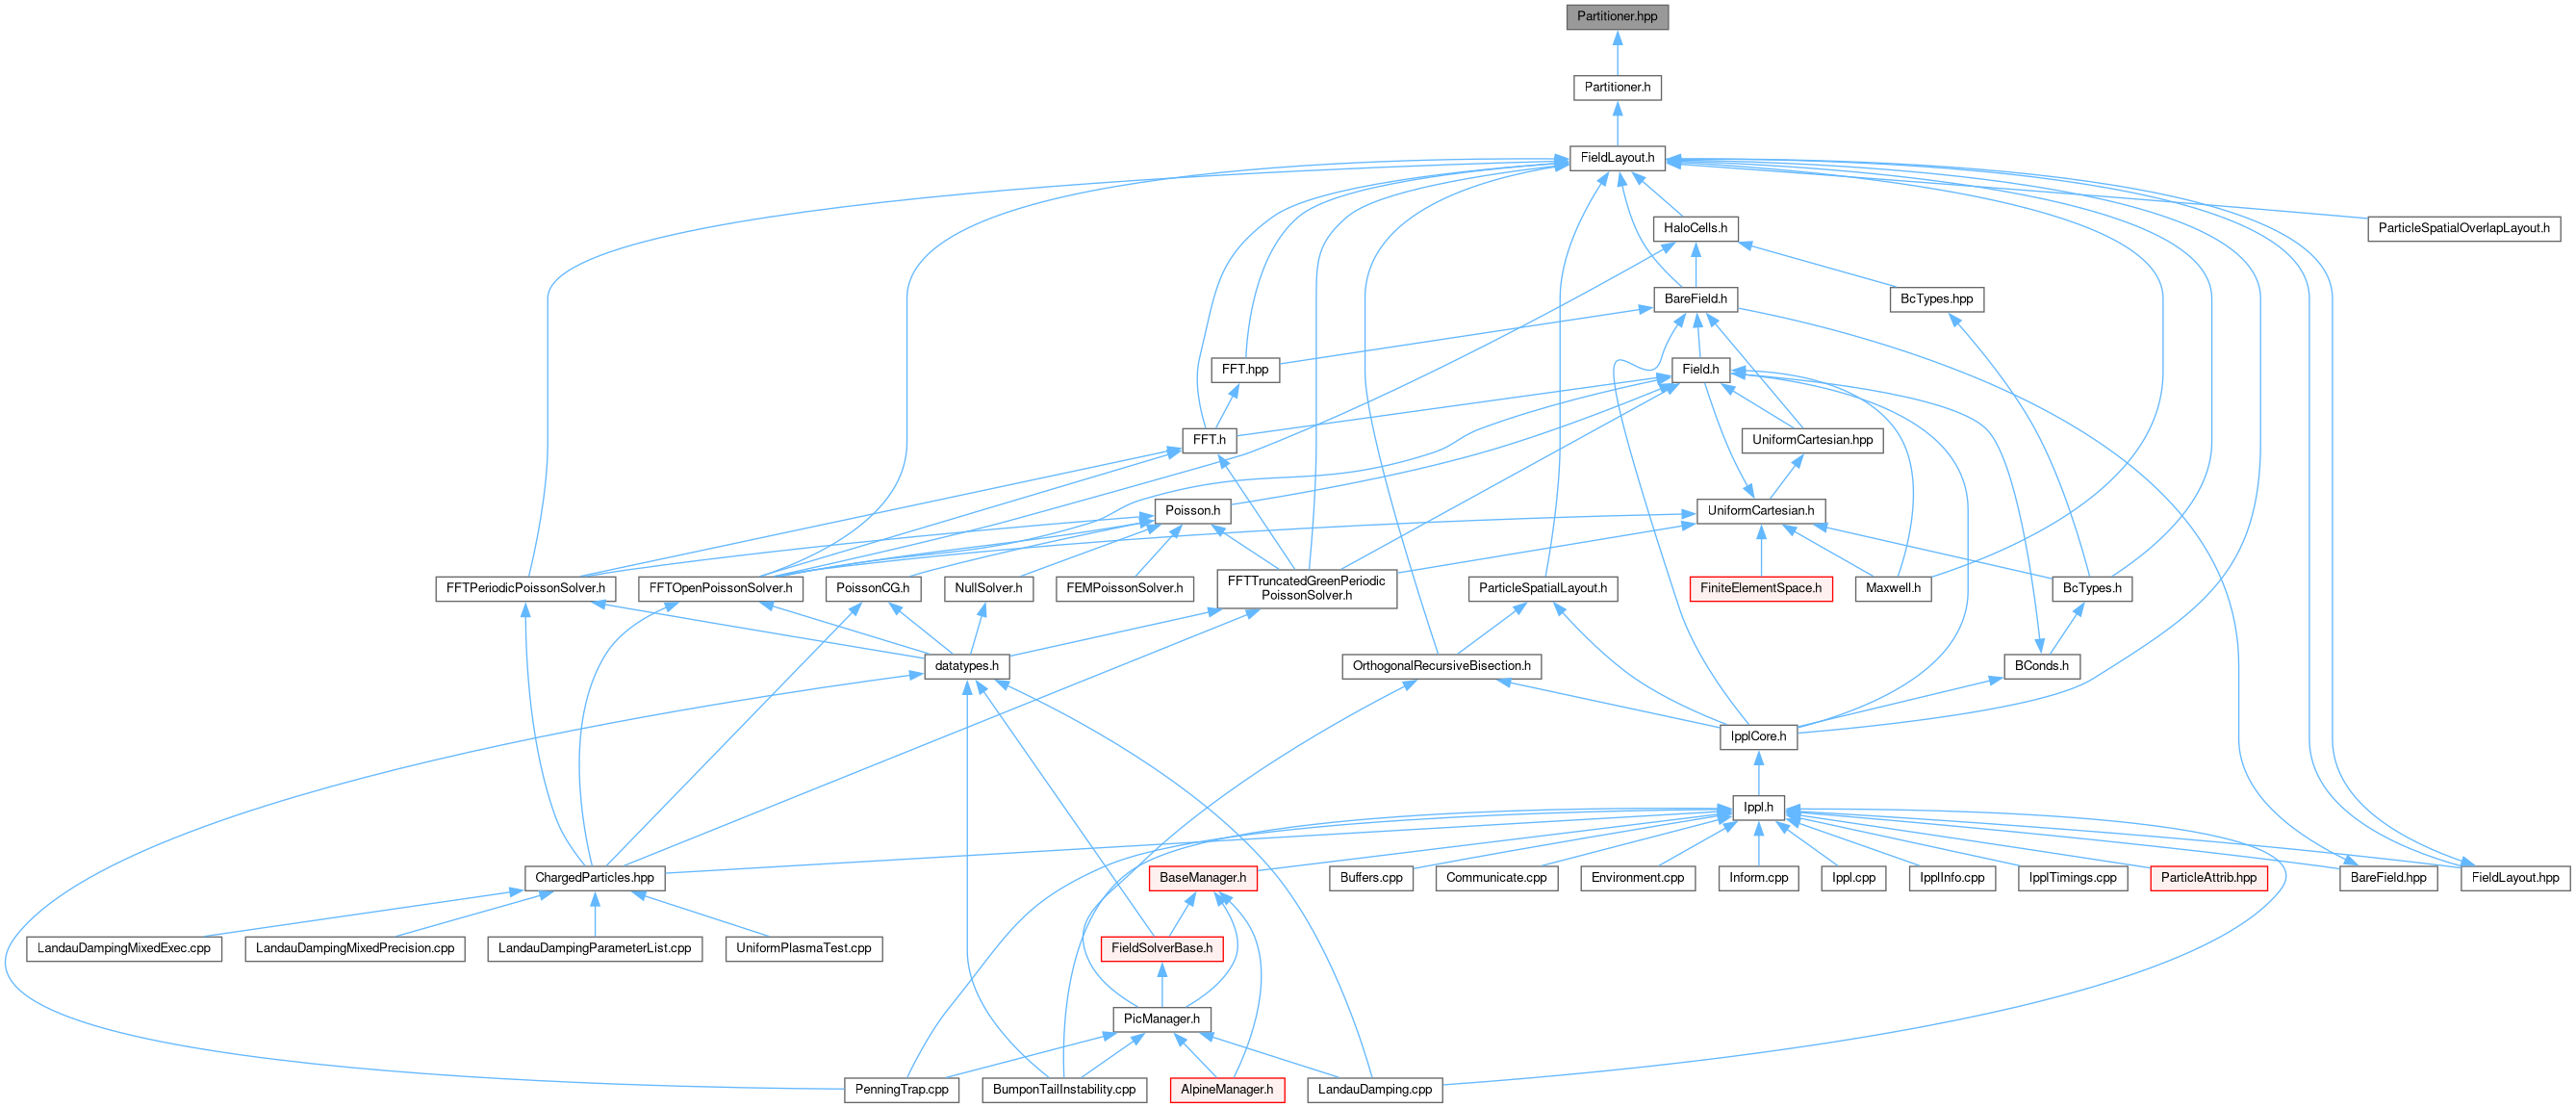 Partitioner.hpp
Partitioner.h
FieldLayout.h
HaloCells.h
ParticleSpatialOverlapLayout.h
BareField.h
BcTypes.hpp
FFT.hpp
Field.h
FFT.h
UniformCartesian.hpp
Poisson.h
UniformCartesian.h
FFTPeriodicPoissonSolver.h
FFTOpenPoissonSolver.h
PoissonCG.h
NullSolver.h
FEMPoissonSolver.h
FFTTruncatedGreenPeriodic
PoissonSolver.h
ParticleSpatialLayout.h
FiniteElementSpace.h
Maxwell.h
BcTypes.h
datatypes.h
OrthogonalRecursiveBisection.h
BConds.h
IpplCore.h
Ippl.h
ChargedParticles.hpp
BaseManager.h
Buffers.cpp
Communicate.cpp
Environment.cpp
Inform.cpp
Ippl.cpp
IpplInfo.cpp
IpplTimings.cpp
ParticleAttrib.hpp
BareField.hpp
FieldLayout.hpp
LandauDampingMixedExec.cpp
LandauDampingMixedPrecision.cpp
LandauDampingParameterList.cpp
UniformPlasmaTest.cpp
FieldSolverBase.h
PicManager.h
PenningTrap.cpp
BumponTailInstability.cpp
AlpineManager.h
LandauDamping.cpp